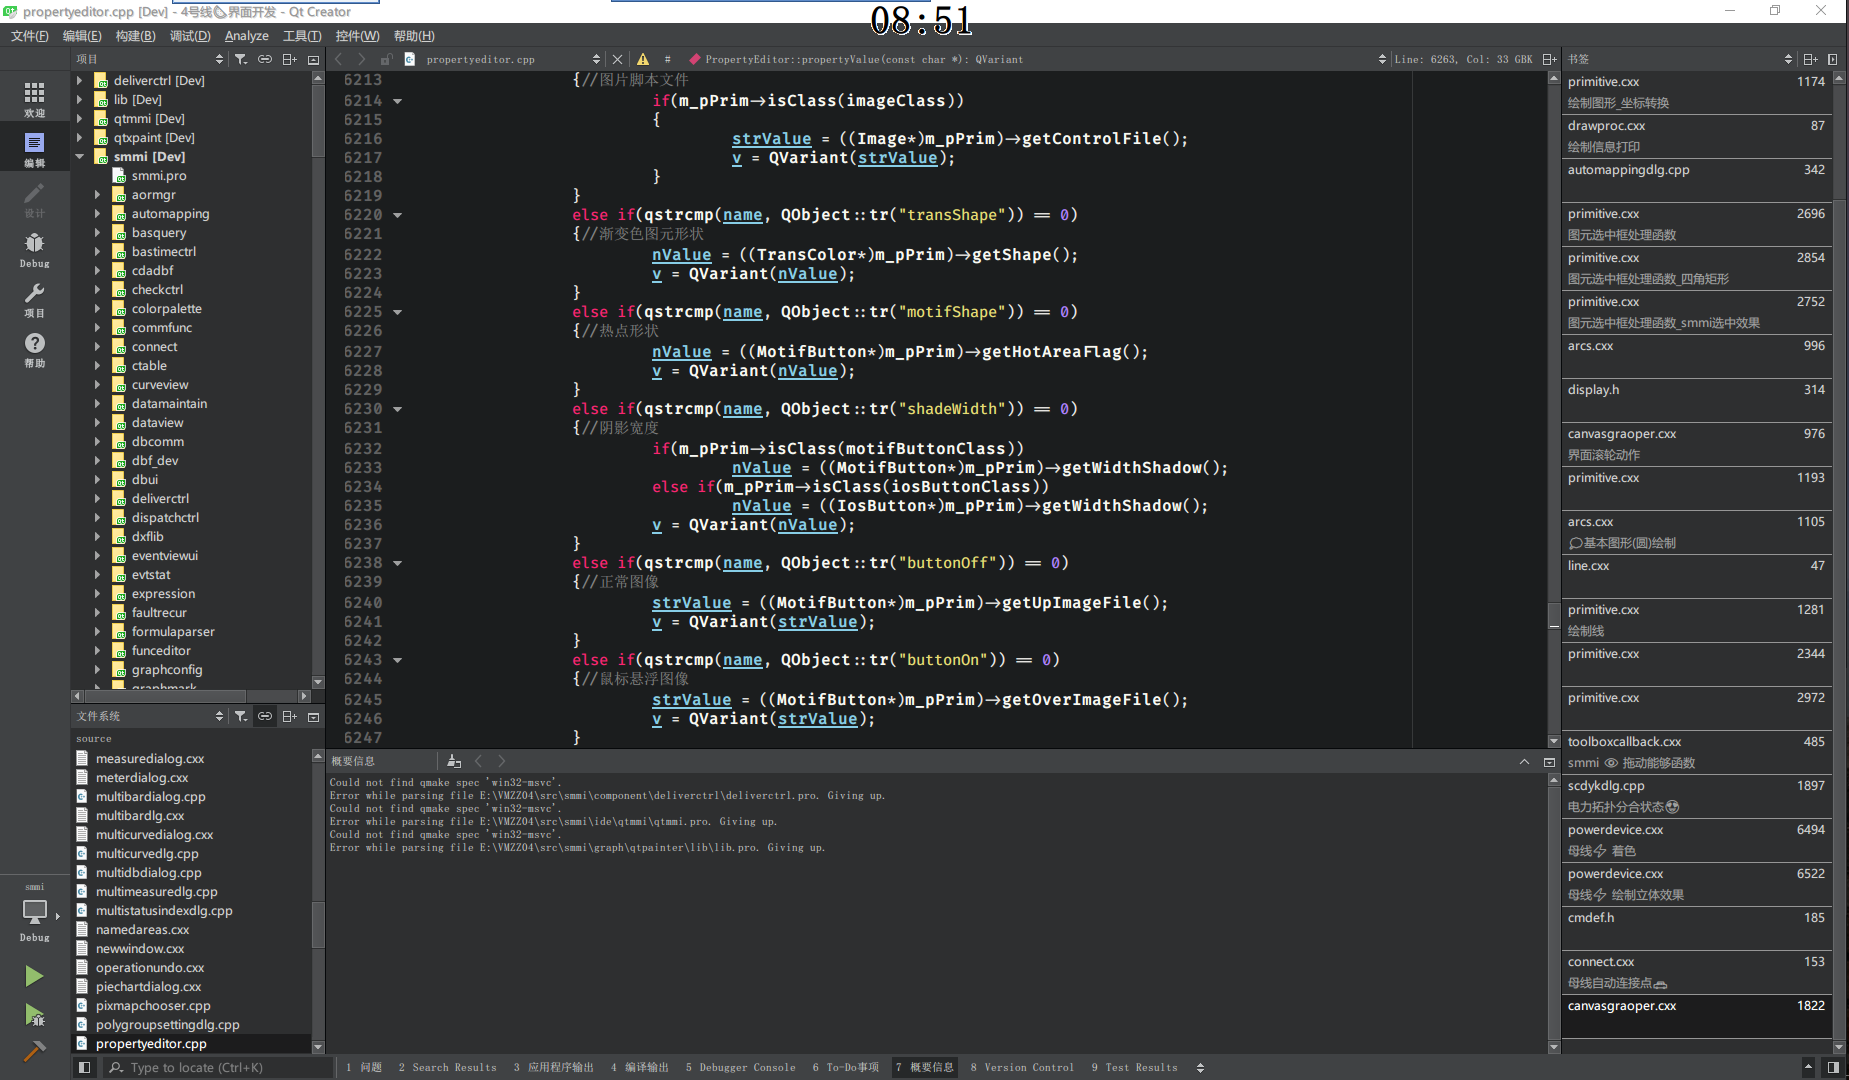 propertyeditor.cpp [Dev] - 4号线界面开发 - Qt Creator
08:51
文件(F) 编辑(E) 构建(B) 调试(D) Analyze 工具(T) 控件(W) 帮助(H)
项目
propertyeditor.cpp
# PropertyEditor::propertyValue(const char *): QVariant
Line: 6263, Col: 33 GBK
书签
欢迎
编辑
设计
Debug
项目
帮助
smmi
Debug
deliverctrl [Dev]
lib [Dev]
qtmmi [Dev]
qtxpaint [Dev]
smmi [Dev]
smmi.pro
aormgr
automapping
basquery
bastimectrl
cdadbf
checkctrl
colorpalette
commfunc
connect
ctable
curveview
datamaintain
dataview
dbcomm
dbf_dev
dbui
deliverctrl
dispatchctrl
dxflib
eventviewui
evtstat
expression
faultrecur
formulaparser
funceditor
graphconfig
graphmark
文件系统
source
measuredialog.cxx
meterdialog.cxx
multibardialog.cpp
multibardlg.cxx
multicurvedialog.cxx
multicurvedlg.cpp
multidbdialog.cpp
multimeasuredlg.cpp
multistatusindexdlg.cpp
namedareas.cxx
newwindow.cxx
operationundo.cxx
piechartdialog.cxx
pixmapchooser.cpp
polygroupsettingdlg.cpp
propertyeditor.cpp
6213 {//图片脚本文件
6214 if(m_pPrim->isClass(imageClass))
6215 {
6216 strValue = ((Image*)m_pPrim)->getControlFile();
6217 v = QVariant(strValue);
6218 }
6219 }
6220 else if(qstrcmp(name, QObject::tr("transShape")) == 0)
6221 {//渐变色图元形状
6222 nValue = ((TransColor*)m_pPrim)->getShape();
6223 v = QVariant(nValue);
6224 }
6225 else if(qstrcmp(name, QObject::tr("motifShape")) == 0)
6226 {//热点形状
6227 nValue = ((MotifButton*)m_pPrim)->getHotAreaFlag();
6228 v = QVariant(nValue);
6229 }
6230 else if(qstrcmp(name, QObject::tr("shadeWidth")) == 0)
6231 {//阴影宽度
6232 if(m_pPrim->isClass(motifButtonClass))
6233 nValue = ((MotifButton*)m_pPrim)->getWidthShadow();
6234 else if(m_pPrim->isClass(iosButtonClass))
6235 nValue = ((IosButton*)m_pPrim)->getWidthShadow();
6236 v = QVariant(nValue);
6237 }
6238 else if(qstrcmp(name, QObject::tr("buttonOff")) == 0)
6239 {//正常图像
6240 strValue = ((MotifButton*)m_pPrim)->getUpImageFile();
6241 v = QVariant(strValue);
6242 }
6243 else if(qstrcmp(name, QObject::tr("buttonOn")) == 0)
6244 {//鼠标悬浮图像
6245 strValue = ((MotifButton*)m_pPrim)->getOverImageFile();
6246 v = QVariant(strValue);
6247 }
概要信息
Could not find qmake spec 'win32-msvc'.
Error while parsing file E:\VMZZ04\src\smmi\component\deliverctrl\deliverctrl.pro. Giving up.
Could not find qmake spec 'win32-msvc'.
Error while parsing file E:\VMZZ04\src\smmi\ide\qtmmi\qtmmi.pro. Giving up.
Could not find qmake spec 'win32-msvc'.
Error while parsing file E:\VMZZ04\src\smmi\graph\qtpainter\lib\lib.pro. Giving up.
primitive.cxx 1174
绘制图形_坐标转换
drawproc.cxx 87
绘制信息打印
automappingdlg.cpp 342
primitive.cxx 2696
图元选中框处理函数
primitive.cxx 2854
图元选中框处理函数_四角矩形
primitive.cxx 2752
图元选中框处理函数_smmi选中效果
arcs.cxx 996
display.h 314
canvasgraoper.cxx 976
界面滚轮动作
primitive.cxx 1193
arcs.cxx 1105
基本图形(圆)绘制
line.cxx 47
primitive.cxx 1281
绘制线
primitive.cxx 2344
primitive.cxx 2972
toolboxcallback.cxx 485
smmi 👁 拖动能够函数
scdykdlg.cpp 1897
电力拓扑分合状态😍
powerdevice.cxx 6494
母线⚡ 着色
powerdevice.cxx 6522
母线⚡ 绘制立体效果
cmdef.h 185
connect.cxx 153
母线自动连接点🚗
canvasgraoper.cxx 1822
Type to locate (Ctrl+K)
1 问题 2 Search Results 3 应用程序输出 4 编译输出 5 Debugger Console 6 To-Do事项 7 概要信息 8 Version Control 9 Test Results